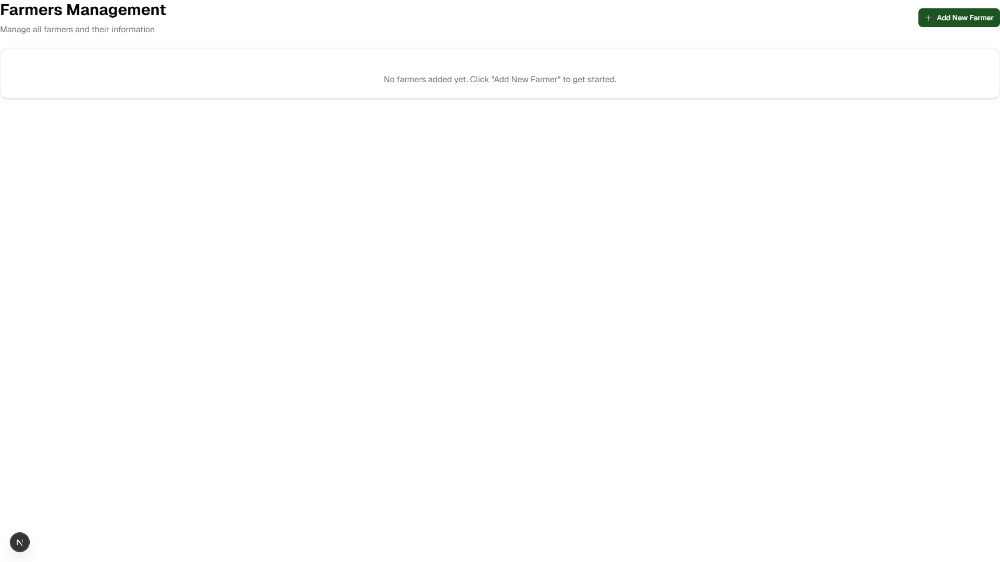 Farmers Management
Manage all farmers and their information
+ Add New Farmer
No farmers added yet. Click "Add New Farmer" to get started.
N